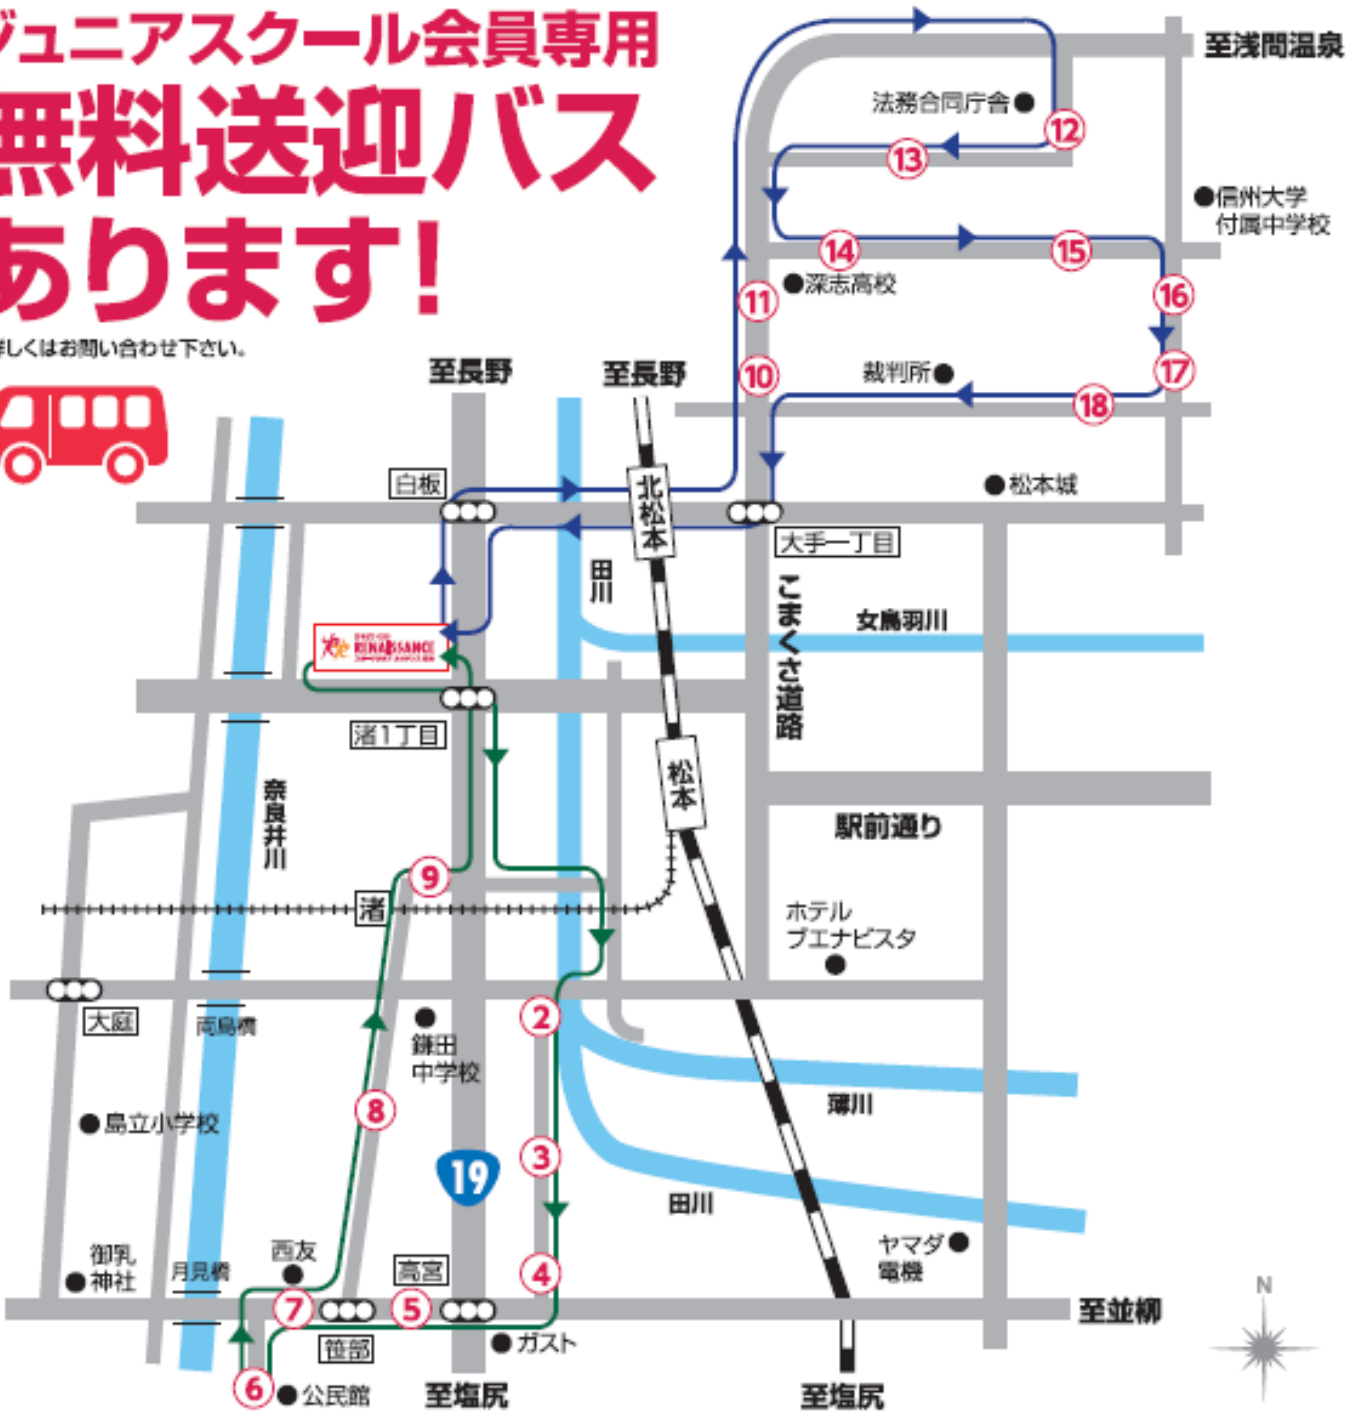 ジュニアスクール会員専用
無料送迎バス
あります!
詳しくはお問い合わせ下さい。
至浅間温泉
法務合同庁舎
12
13
信州大学
付属中学校
14
15
深志高校
11
16
至長野
至長野
10
裁判所
17
18
白板
北松本
松本城
大手一丁目
田川
こまくさ道路
女鳥羽川
RENAISSANCE
渚1丁目
松本
奈良井川
駅前通り
9
渚
ホテル
ブエナビスタ
大庭
両島橋
2
鎌田
中学校
8
薄川
島立小学校
3
19
田川
御乳
神社
月見橋
西友
高宮
4
ヤマダ
電機
N
7
5
至並柳
笹部
ガスト
6
公民館
至塩尻
至塩尻